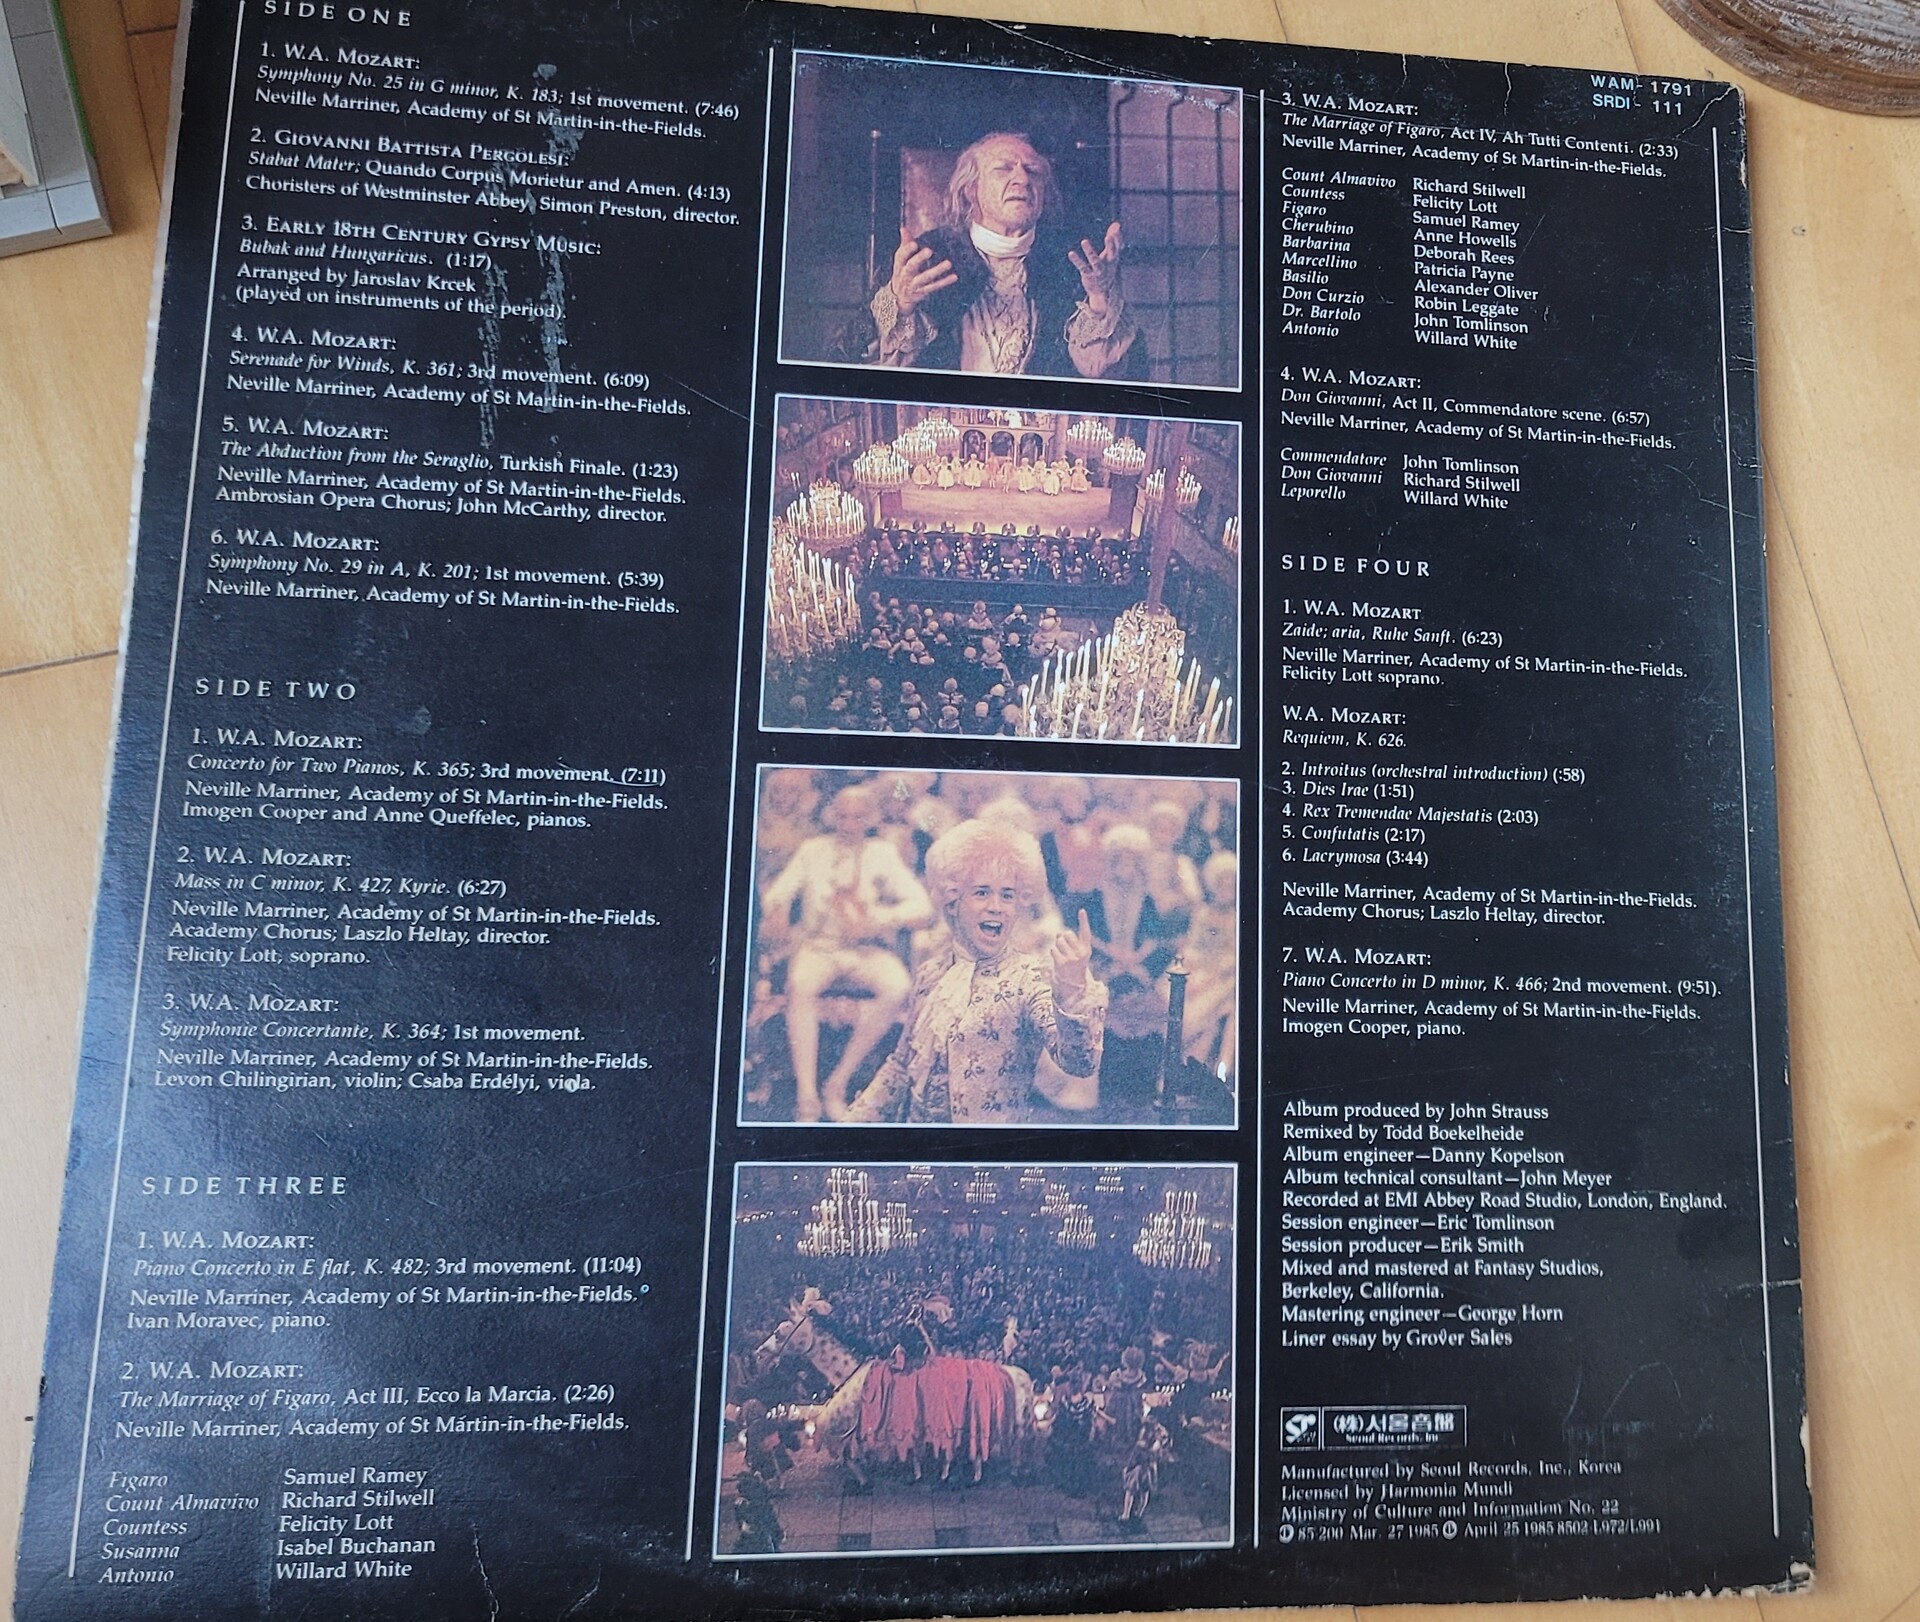 SIDE ONE
1. W.A. MOZART:
Symphony No. 25 in G minor, K. 183; 1st movement. (7:46)
Neville Marriner, Academy of St Martin-in-the-Fields.
2. GIOVANNI BATTISTA PERGOLESI:
Stabat Mater; Quando Corpus Morietur and Amen. (4:13)
Choristers of Westminster Abbey, Simon Preston, director.
3. EARLY 18TH CENTURY GYPSY MUSIC:
Bubak and Hungaricus. (1:17)
Arranged by Jaroslav Krcek
(played on instruments of the period).
4. W.A. MOZART:
Serenade for Winds, K. 361; 3rd movement. (6:09)
Neville Marriner, Academy of St Martin-in-the-Fields.
5. W.A. MOZART:
The Abduction from the Seraglio, Turkish Finale. (1:23)
Neville Marriner, Academy of St Martin-in-the-Fields.
Ambrosian Opera Chorus; John McCarthy, director.
6. W.A. MOZART:
Symphony No. 29 in A, K. 201; 1st movement. (5:39)
Neville Marriner, Academy of St Martin-in-the-Fields.
SIDE TWO
1. W.A. MOZART:
Concerto for Two Pianos, K. 365; 3rd movement. (7:11)
Neville Marriner, Academy of St Martin-in-the-Fields.
Imogen Cooper and Anne Queffelec, pianos.
2. W.A. MOZART:
Mass in C minor, K. 427, Kyrie. (6:27)
Neville Marriner, Academy of St Martin-in-the-Fields.
Academy Chorus; Laszlo Heltay, director.
Felicity Lott, soprano.
3. W.A. MOZART:
Symphonie Concertante, K. 364; 1st movement.
Neville Marriner, Academy of St Martin-in-the-Fields.
Levon Chilingirian, violin; Csaba Erdélyi, viola.
SIDE THREE
1. W.A. MOZART:
Piano Concerto in E flat, K. 482; 3rd movement. (11:04)
Neville Marriner, Academy of St Martin-in-the-Fields.
Ivan Moravec, piano.
2. W.A. MOZART:
The Marriage of Figaro, Act III, Ecco la Marcia. (2:26)
Neville Marriner, Academy of St Martin-in-the-Fields.
Figaro Samuel Ramey
Count Almavivo Richard Stilwell
Countess Felicity Lott
Susanna Isabel Buchanan
Antonio Willard White
WAM- 1791
SRDI- 111
3. W.A. MOZART:
The Marriage of Figaro, Act IV, Ah Tutti Contenti. (2:33)
Neville Marriner, Academy of St Martin-in-the-Fields.
Count Almavivo Richard Stilwell
Countess Felicity Lott
Figaro Samuel Ramey
Cherubino Anne Howells
Barbarina Deborah Rees
Marcellino Patricia Payne
Basilio Alexander Oliver
Don Curzio Robin Leggate
Dr. Bartolo John Tomlinson
Antonio Willard White
4. W.A. MOZART:
Don Giovanni, Act II, Commendatore scene. (6:57)
Neville Marriner, Academy of St Martin-in-the-Fields.
Commendatore John Tomlinson
Don Giovanni Richard Stilwell
Leporello Willard White
SIDE FOUR
1. W.A. MOZART
Zaide; aria, Ruhe Sanft. (6:23)
Neville Marriner, Academy of St Martin-in-the-Fields.
Felicity Lott soprano.
W.A. MOZART:
Requiem, K. 626.
2. Introitus (orchestral introduction) (:58)
3. Dies Irae (1:51)
4. Rex Tremendae Majestatis (2:03)
5. Confutatis (2:17)
6. Lacrymosa (3:44)
Neville Marriner, Academy of St Martin-in-the-Fields.
Academy Chorus; Laszlo Heltay, director.
7. W.A. MOZART:
Piano Concerto in D minor, K. 466; 2nd movement. (9:51).
Neville Marriner, Academy of St Martin-in-the-Fields.
Imogen Cooper, piano.
Album produced by John Strauss
Remixed by Todd Boekelheide
Album engineer—Danny Kopelson
Album technical consultant—John Meyer
Recorded at EMI Abbey Road Studio, London, England.
Session engineer—Eric Tomlinson
Session producer—Erik Smith
Mixed and mastered at Fantasy Studios,
Berkeley, California.
Mastering engineer—George Horn
Liner essay by Grover Sales
(株)서울音盤
Seoul Records, Inc
Manufactured by Seoul Records, Inc., Korea
Licensed by Harmonia Mundi
Ministry of Culture and Information No. 22
85-200 Mar. 27 1985 April 25 1985 8502-L972/L991